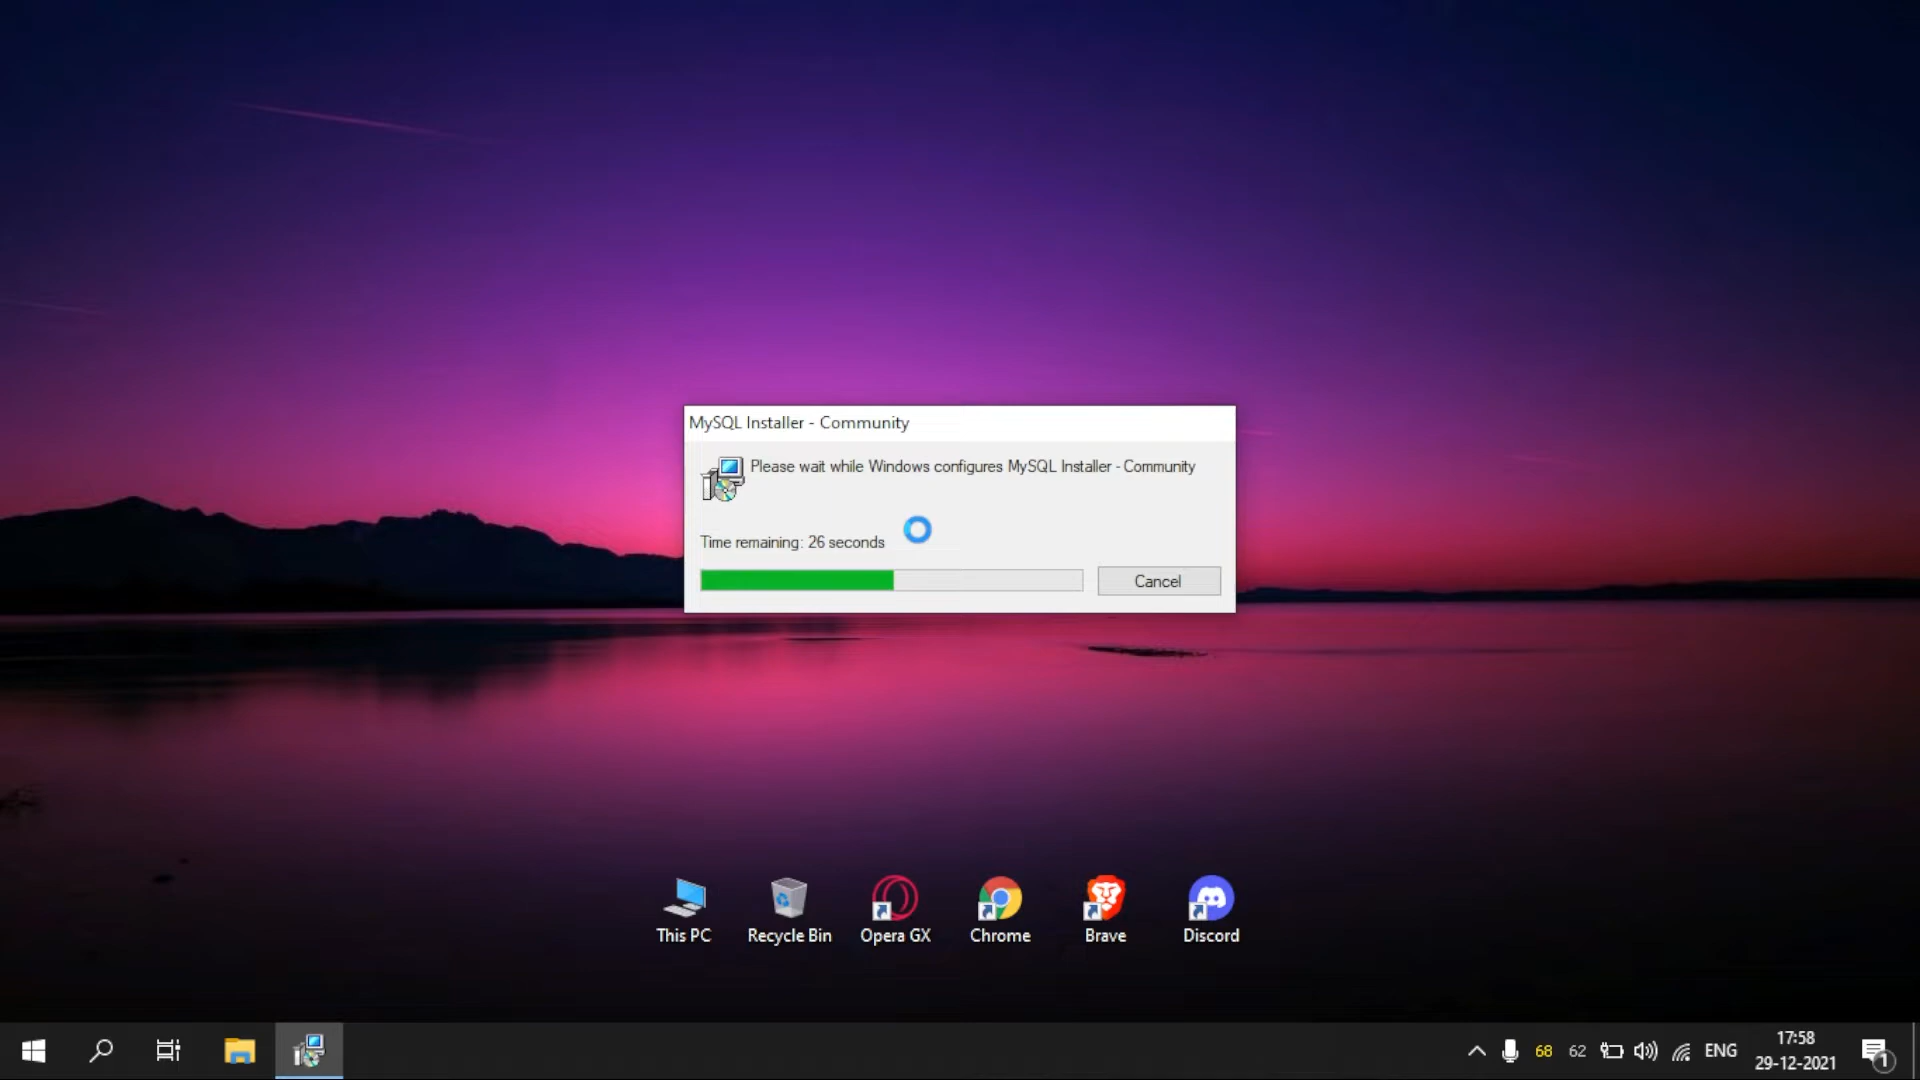 MySQL Installer - Community
Please wait while Windows configures MySQL Installer - Community
Time remaining: 26 seconds
Cancel
This PC
Recycle Bin
Opera GX
Chrome
Brave
Discord
68
62
ENG
17:58
29-12-2021
1